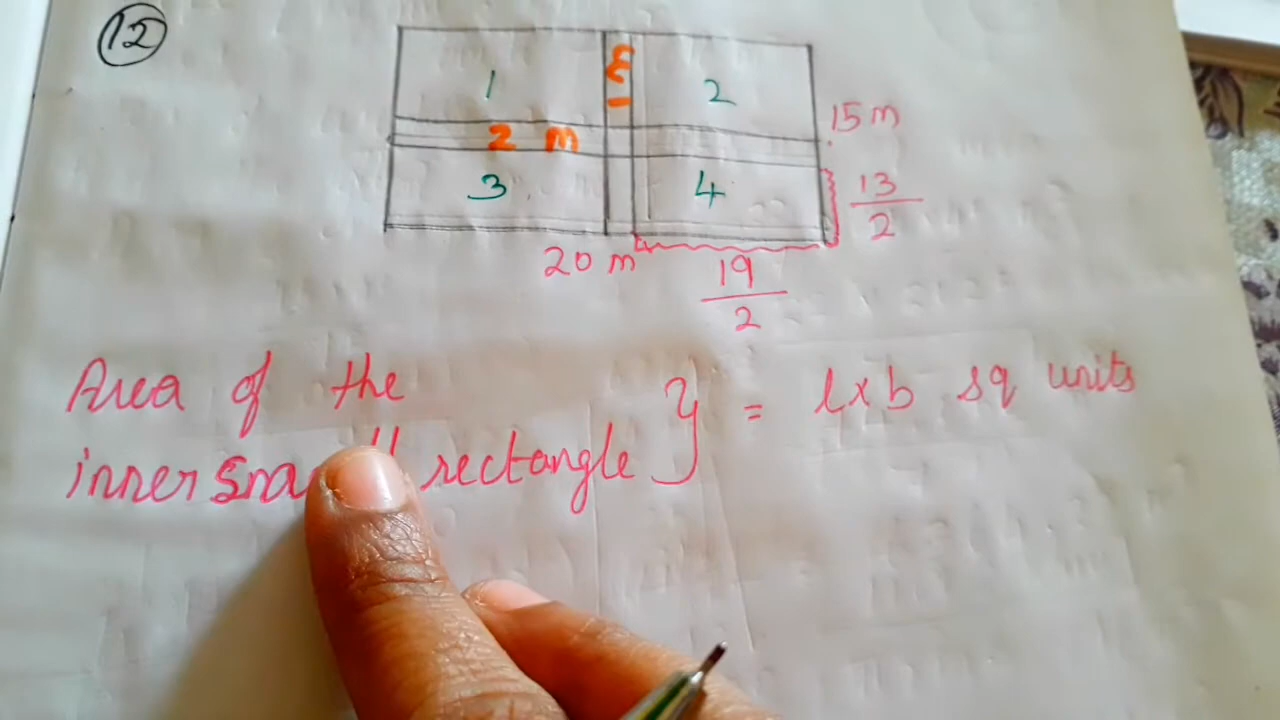 12
1 2
1 m
2 m
15 m
3 4
13
2
20 m
19
2
Area of the
inner rectangle } = l x b sq units